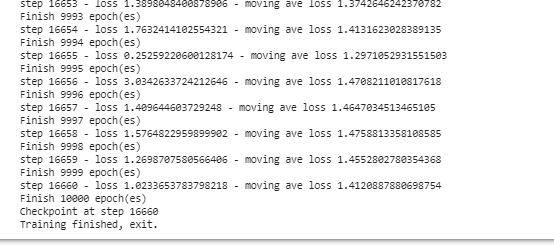 step 16653 - loss 1.3898048400878906 - moving ave loss 1.3742646242370782
Finish 9993 epoch(es)
step 16654 - loss 1.7632414102554321 - moving ave loss 1.4131623028389135
Finish 9994 epoch(es)
step 16655 - loss 0.25259220600128174 - moving ave loss 1.2971052931551503
Finish 9995 epoch(es)
step 16656 - loss 3.0342633724212646 - moving ave loss 1.4708211010817618
Finish 9996 epoch(es)
step 16657 - loss 1.409644603729248 - moving ave loss 1.4647034513465105
Finish 9997 epoch(es)
step 16658 - loss 1.5764822959899902 - moving ave loss 1.4758813358108585
Finish 9998 epoch(es)
step 16659 - loss 1.2698707580566406 - moving ave loss 1.4552802780354368
Finish 9999 epoch(es)
step 16660 - loss 1.0233653783798218 - moving ave loss 1.4120887880698754
Finish 10000 epoch(es)
Checkpoint at step 16660
Training finished, exit.